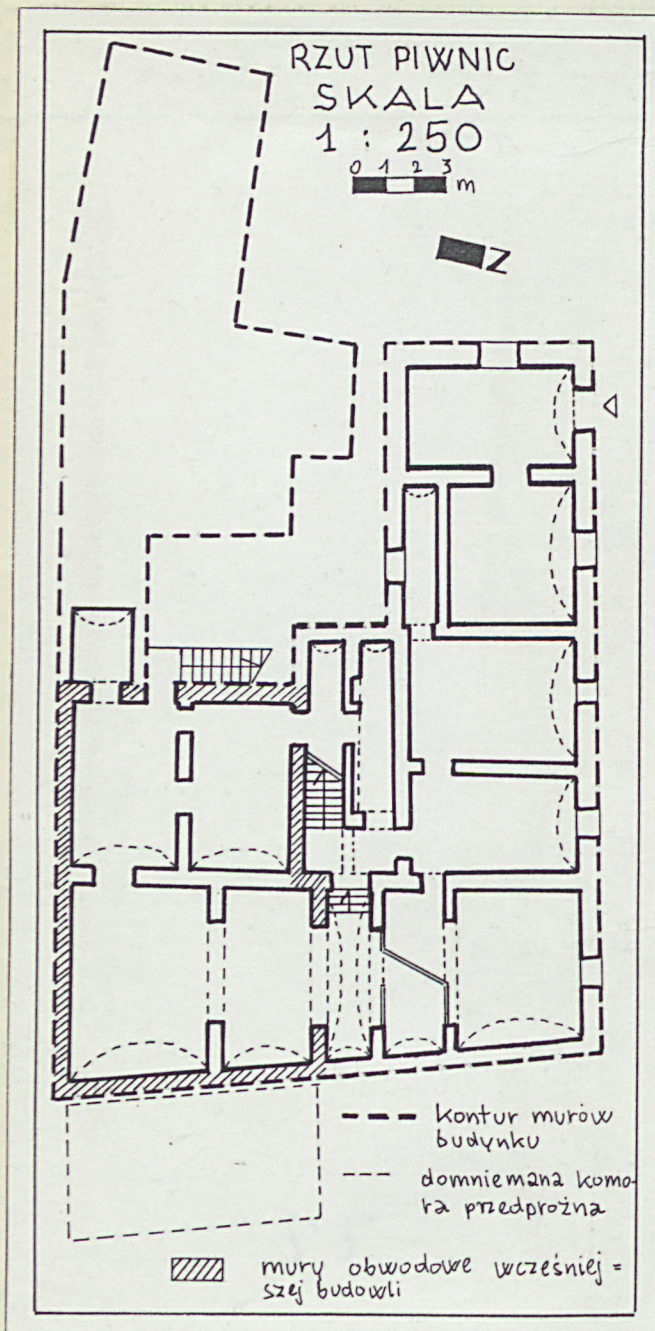 RZUT PIWNIC
SKALA
1 : 250
0 1 2 3
m
N
kontur murów
budynku
domniemana komo-
ra przedprożna
mury obwodowe wcześniej=
szej budowli